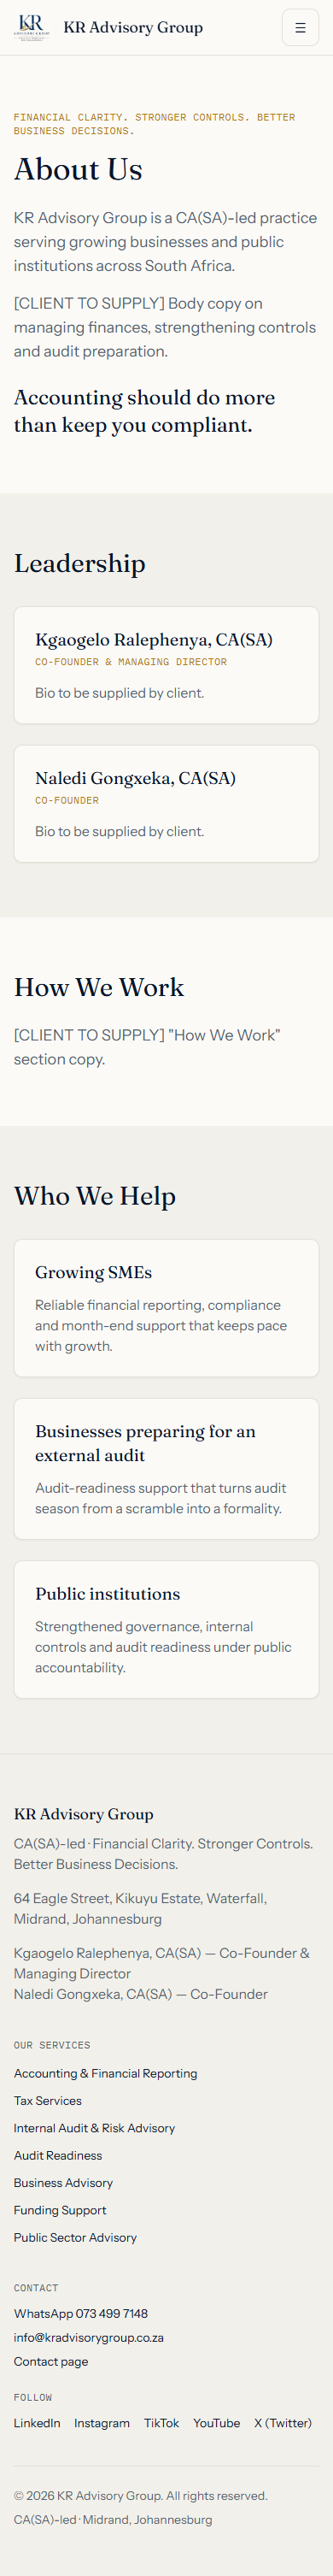 KR
KR Advisory Group
FINANCIAL CLARITY. STRONGER CONTROLS. BETTER
BUSINESS DECISIONS.
About Us
KR Advisory Group is a CA(SA)-led practice
serving growing businesses and public
institutions across South Africa.
[CLIENT TO SUPPLY] Body copy on
managing finances, strengthening controls
and audit preparation.
Accounting should do more
than keep you compliant.
Leadership
Kgaogelo Ralephenya, CA(SA)
CO-FOUNDER & MANAGING DIRECTOR
Bio to be supplied by client.
Naledi Gongxeka, CA(SA)
CO-FOUNDER
Bio to be supplied by client.
How We Work
[CLIENT TO SUPPLY] "How We Work"
section copy.
Who We Help
Growing SMEs
Reliable financial reporting, compliance
and month-end support that keeps pace
with growth.
Businesses preparing for an
external audit
Audit-readiness support that turns audit
season from a scramble into a formality.
Public institutions
Strengthened governance, internal
controls and audit readiness under public
accountability.
KR Advisory Group
CA(SA)-led · Financial Clarity. Stronger Controls.
Better Business Decisions.
64 Eagle Street, Kikuyu Estate, Waterfall,
Midrand, Johannesburg
Kgaogelo Ralephenya, CA(SA) — Co-Founder &
Managing Director
Naledi Gongxeka, CA(SA) — Co-Founder
OUR SERVICES
Accounting & Financial Reporting
Tax Services
Internal Audit & Risk Advisory
Audit Readiness
Business Advisory
Funding Support
Public Sector Advisory
CONTACT
WhatsApp 073 499 7148
info@kradvisorygroup.co.za
Contact page
FOLLOW
LinkedIn Instagram TikTok YouTube X (Twitter)
© 2026 KR Advisory Group. All rights reserved.
CA(SA)-led · Midrand, Johannesburg